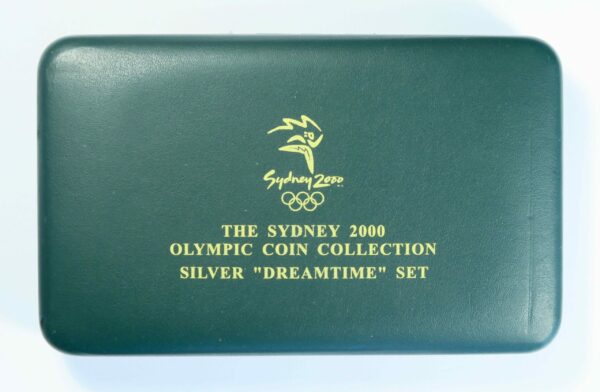 Sydney 2000
THE SYDNEY 2000
OLYMPIC COIN COLLECTION
SILVER "DREAMTIME" SET